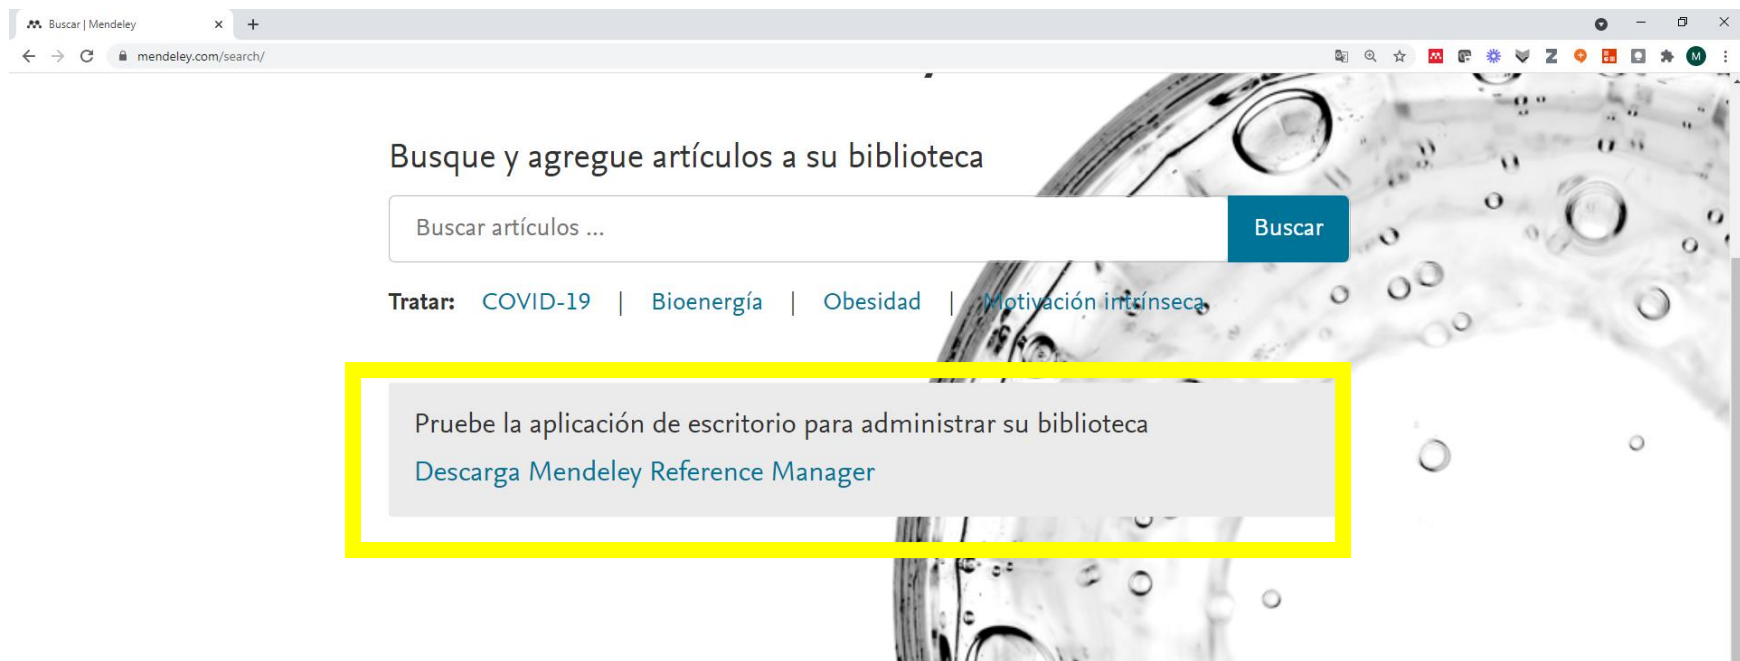 Buscar | Mendeley
mendeley.com/search/
M
Busque y agregue artículos a su biblioteca
Buscar artículos ...
Buscar
Tratar: COVID-19 | Bioenergía | Obesidad | Motivación intrínseca
Pruebe la aplicación de escritorio para administrar su biblioteca
Descarga Mendeley Reference Manager